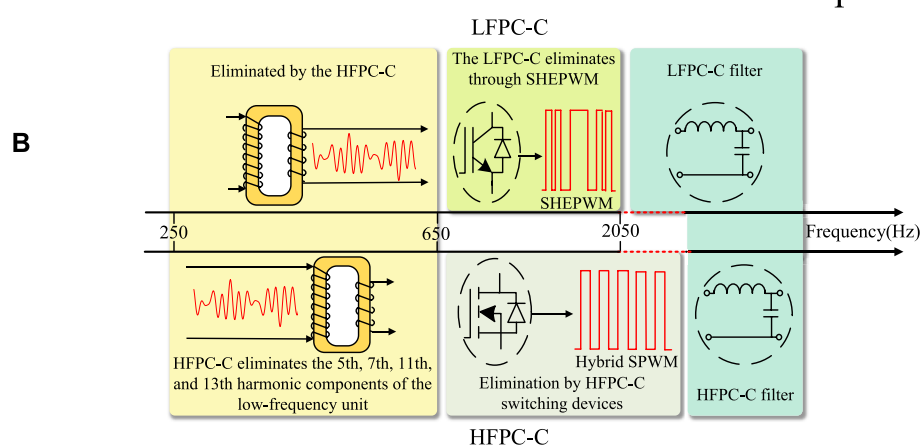 LFPC-C
B
Eliminated by the HFPC-C
The LFPC-C eliminates
through SHEPWM
LFPC-C filter
SHEPWM
250
650
2050
Frequency(Hz)
HFPC-C eliminates the 5th, 7th, 11th,
and 13th harmonic components of the
low-frequency unit
Hybrid SPWM
Elimination by HFPC-C
switching devices
HFPC-C filter
HFPC-C